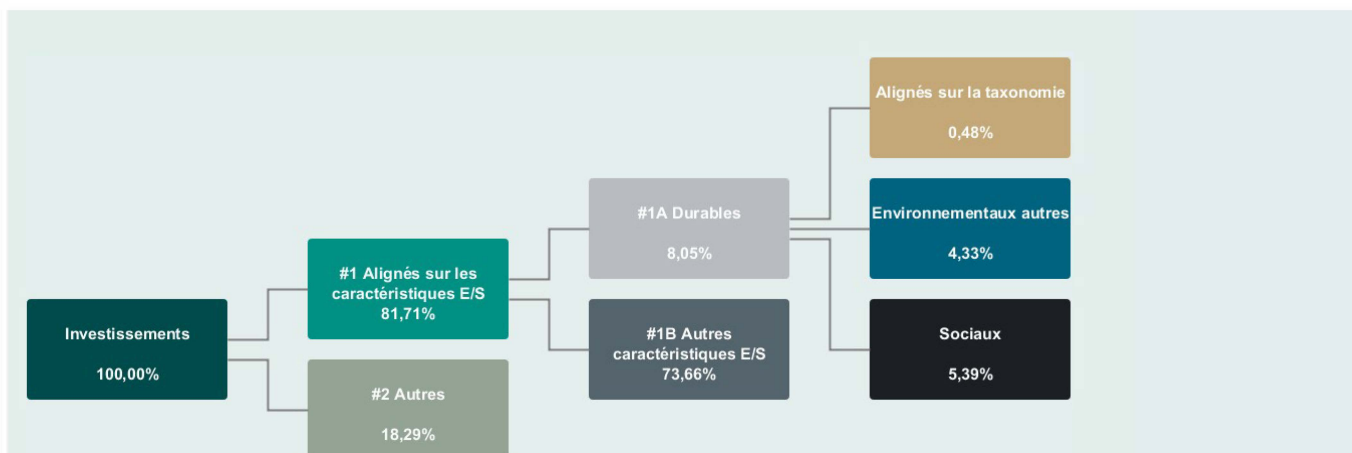 Investissements
100,00%
#1 Alignés sur les
caractéristiques E/S
81,71%
#2 Autres
18,29%
#1A Durables
8,05%
#1B Autres
caractéristiques E/S
73,66%
Alignés sur la taxonomie
0,48%
Environnementaux autres
4,33%
Sociaux
5,39%